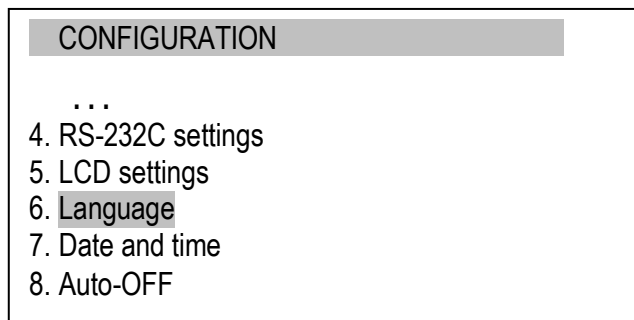 CONFIGURATION
. . .
4. RS-232C settings
5. LCD settings
6. Language
7. Date and time
8. Auto-OFF